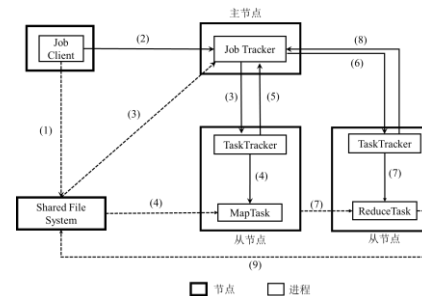 主节点
Job
Client
(2)
Job Tracker
(8)
(6)
(3)
(3)
(5)
(1)
TaskTracker
TaskTracker
(4)
(7)
Shared File
System
(4)
MapTask
(7)
ReduceTask
从节点
从节点
(9)
节点
进程